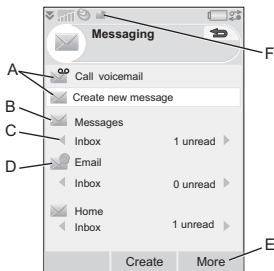 Messaging
F
A
Call voicemail
Create new message
B
Messages
C
Inbox 1 unread
D
Email
Inbox 0 unread
Home
Inbox 1 unread
E
Create More